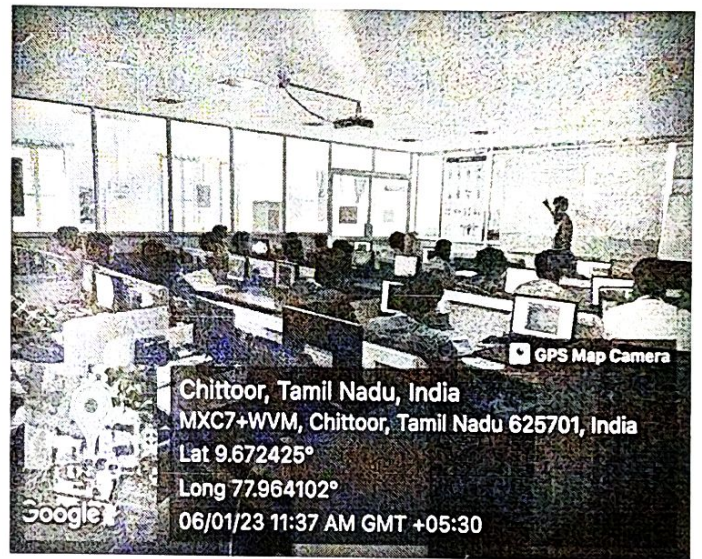 GPS Map Camera
Chittoor, Tamil Nadu, India
MXC7+WVM, Chittoor, Tamil Nadu 625701, India
Lat 9.672425°
Long 77.964102°
06/01/23 11:37 AM GMT +05:30
Google